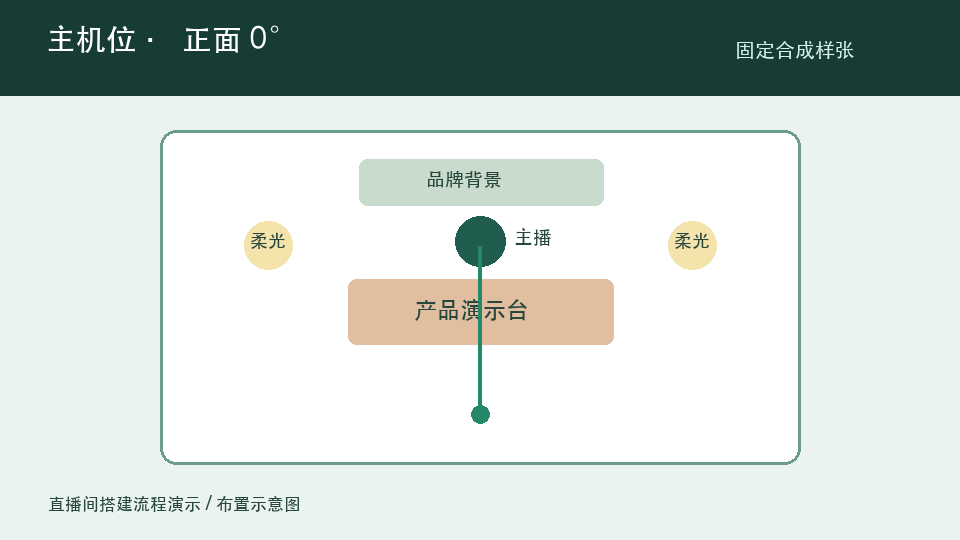 主机位 · 正面 0°
固定合成样张
品牌背景
柔光
主播
柔光
产品演示台
直播间搭建流程演示 / 布置示意图